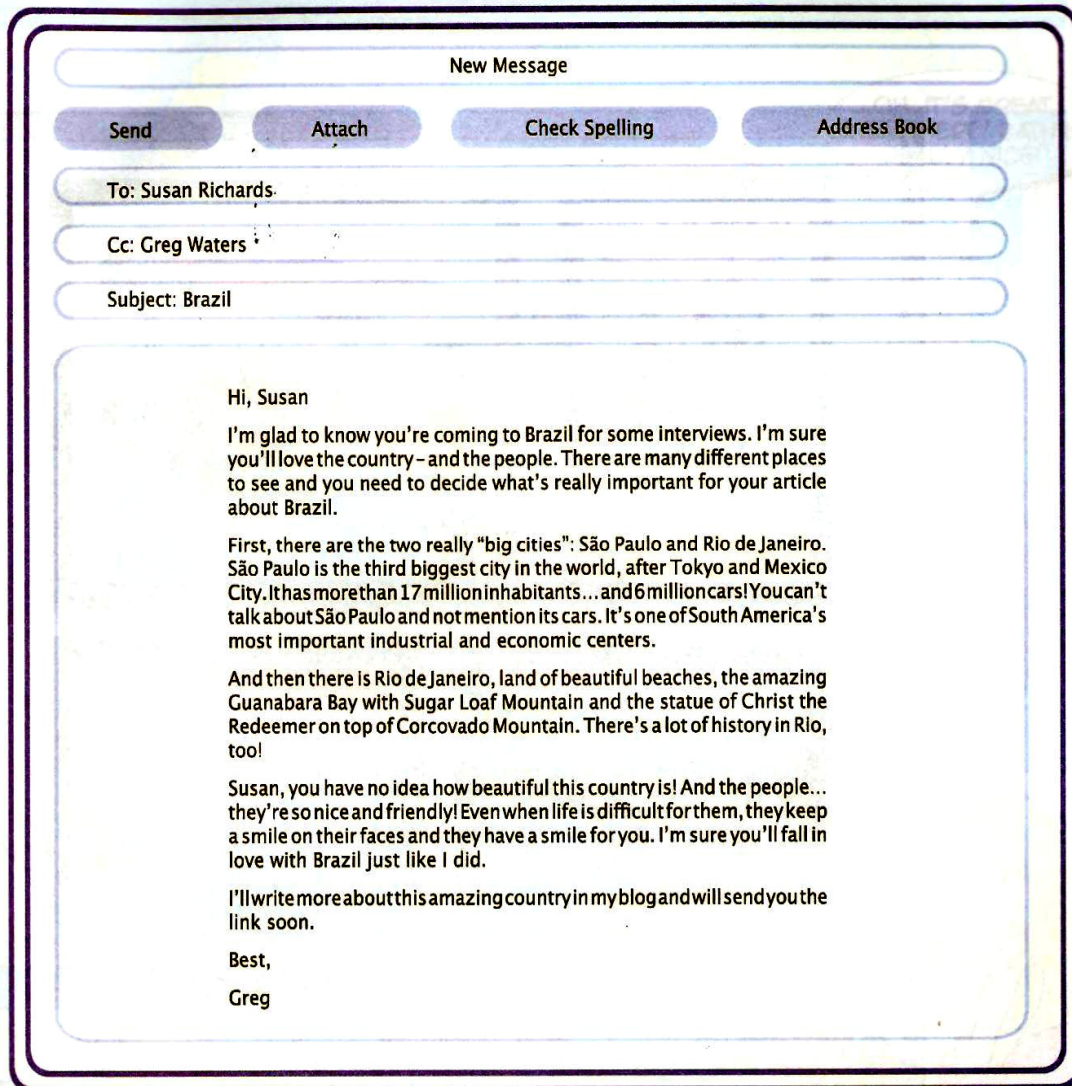 New Message
Send Attach Check Spelling Address Book
To: Susan Richards
Cc: Greg Waters
Subject: Brazil
Hi, Susan
I'm glad to know you're coming to Brazil for some interviews. I'm sure
you'll love the country – and the people. There are many different places
to see and you need to decide what's really important for your article
about Brazil.
First, there are the two really "big cities": São Paulo and Rio de Janeiro.
São Paulo is the third biggest city in the world, after Tokyo and Mexico
City. It has more than 17 million inhabitants... and 6 million cars! You can't
talk about São Paulo and not mention its cars. It's one of South America's
most important industrial and economic centers.
And then there is Rio de Janeiro, land of beautiful beaches, the amazing
Guanabara Bay with Sugar Loaf Mountain and the statue of Christ the
Redeemer on top of Corcovado Mountain. There's a lot of history in Rio,
too!
Susan, you have no idea how beautiful this country is! And the people...
they're so nice and friendly! Even when life is difficult for them, they keep
a smile on their faces and they have a smile for you. I'm sure you'll fall in
love with Brazil just like I did.
I'll write more about this amazing country in my blog and will send you the
link soon.
Best,
Greg